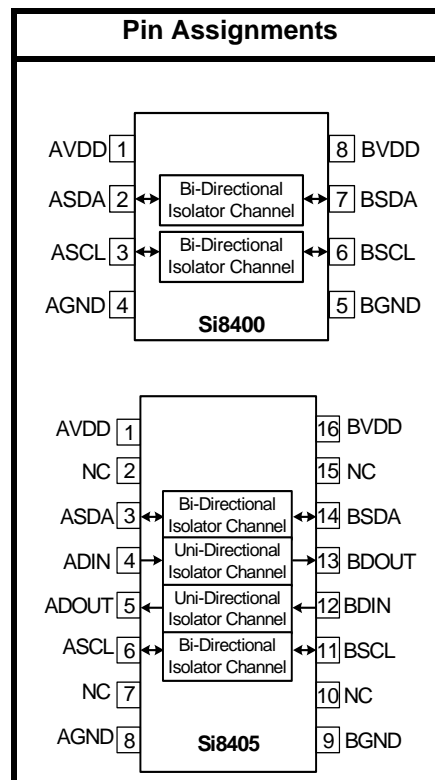 Pin Assignments
AVDD 1 8 BVDD
ASDA 2 Bi-Directional Isolator Channel 7 BSDA
ASCL 3 Bi-Directional Isolator Channel 6 BSCL
AGND 4 5 BGND
Si8400
AVDD 1 16 BVDD
NC 2 15 NC
ASDA 3 Bi-Directional Isolator Channel 14 BSDA
ADIN 4 Uni-Directional Isolator Channel 13 BDOUT
ADOUT 5 Uni-Directional Isolator Channel 12 BDIN
ASCL 6 Bi-Directional Isolator Channel 11 BSCL
NC 7 10 NC
AGND 8 Si8405 9 BGND